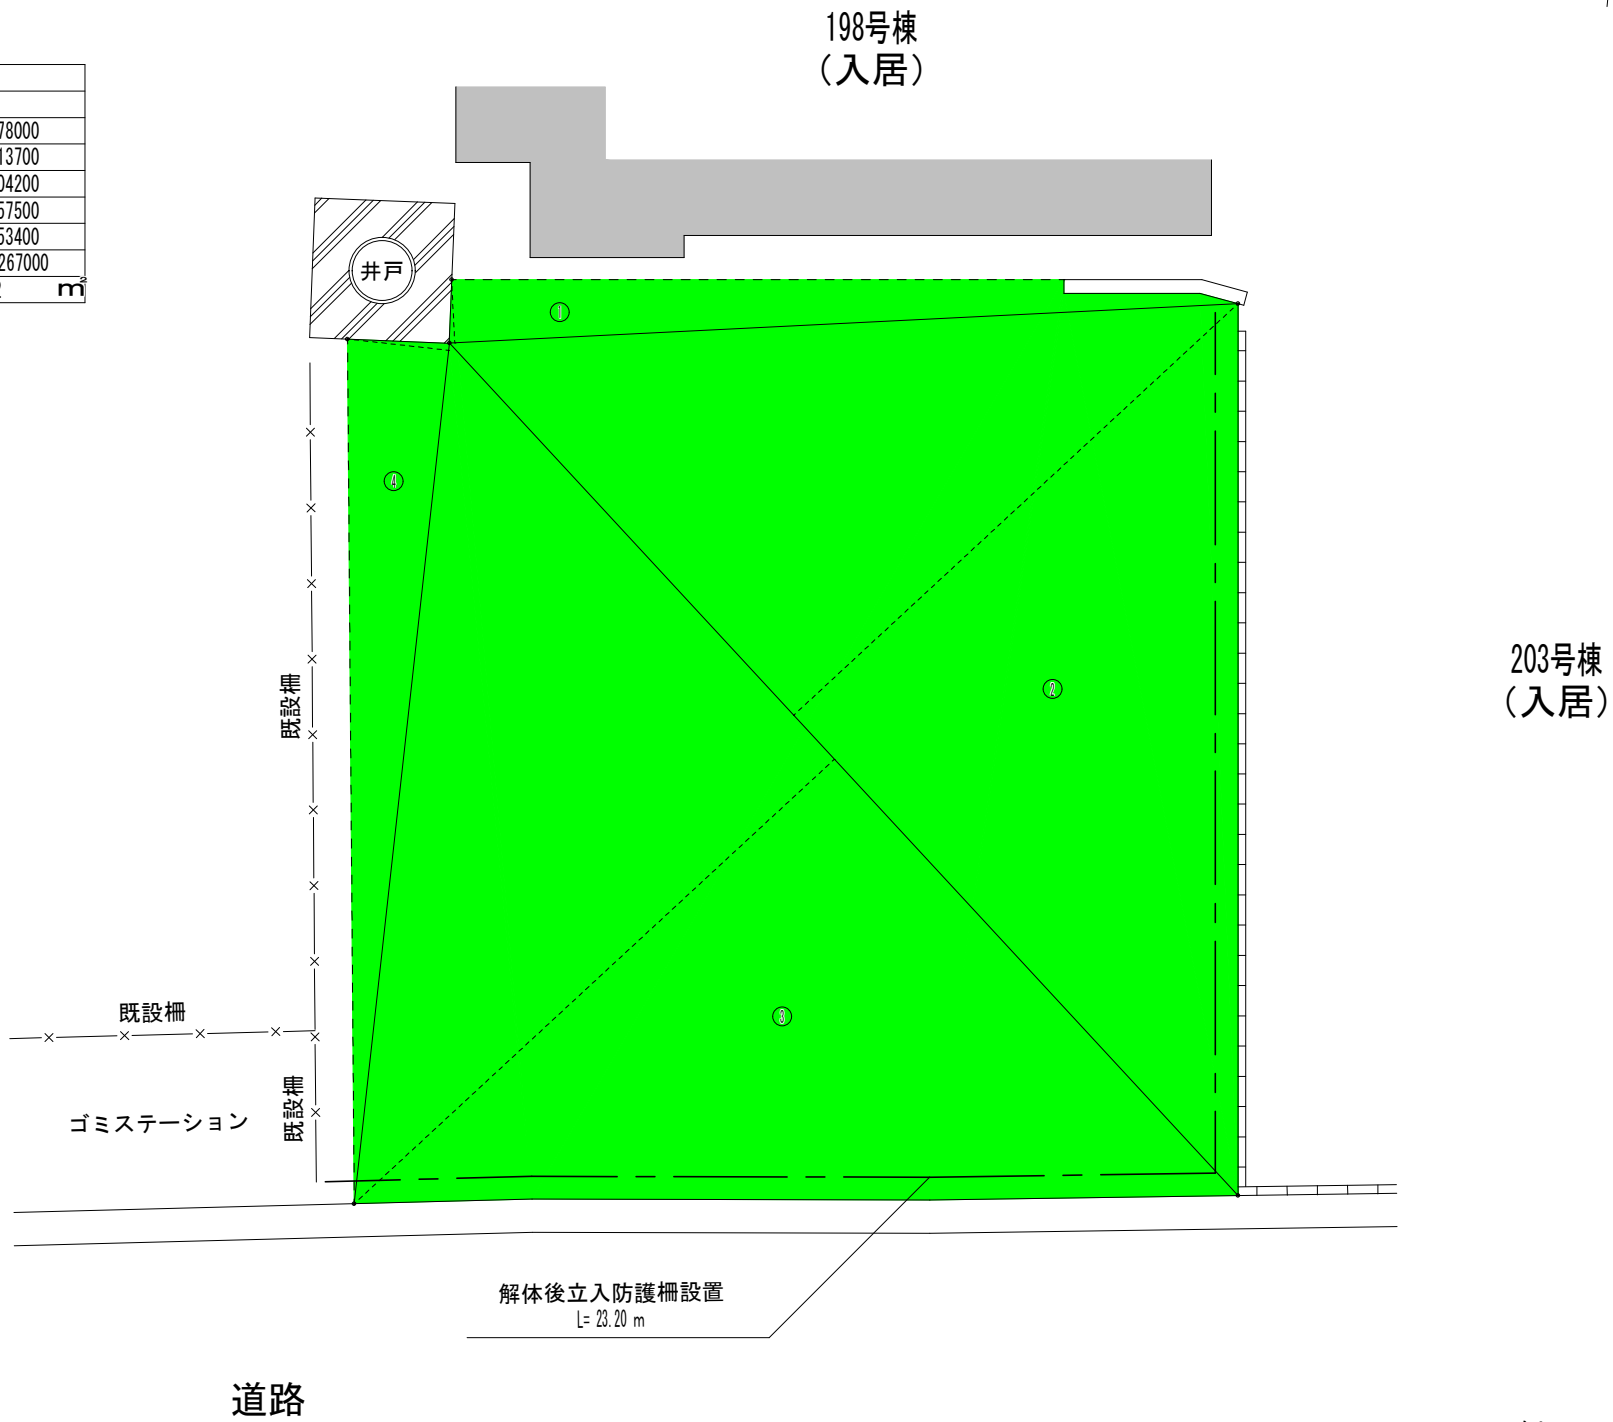 198号棟
（入居）
78000
13700
04200
57500
53400
267000
㎡
井戸
①
④
既設柵
②
203号棟
（入居）
既設柵
③
既設柵
ゴミステーション
解体後立入防護柵設置
L= 23.20 m
道路